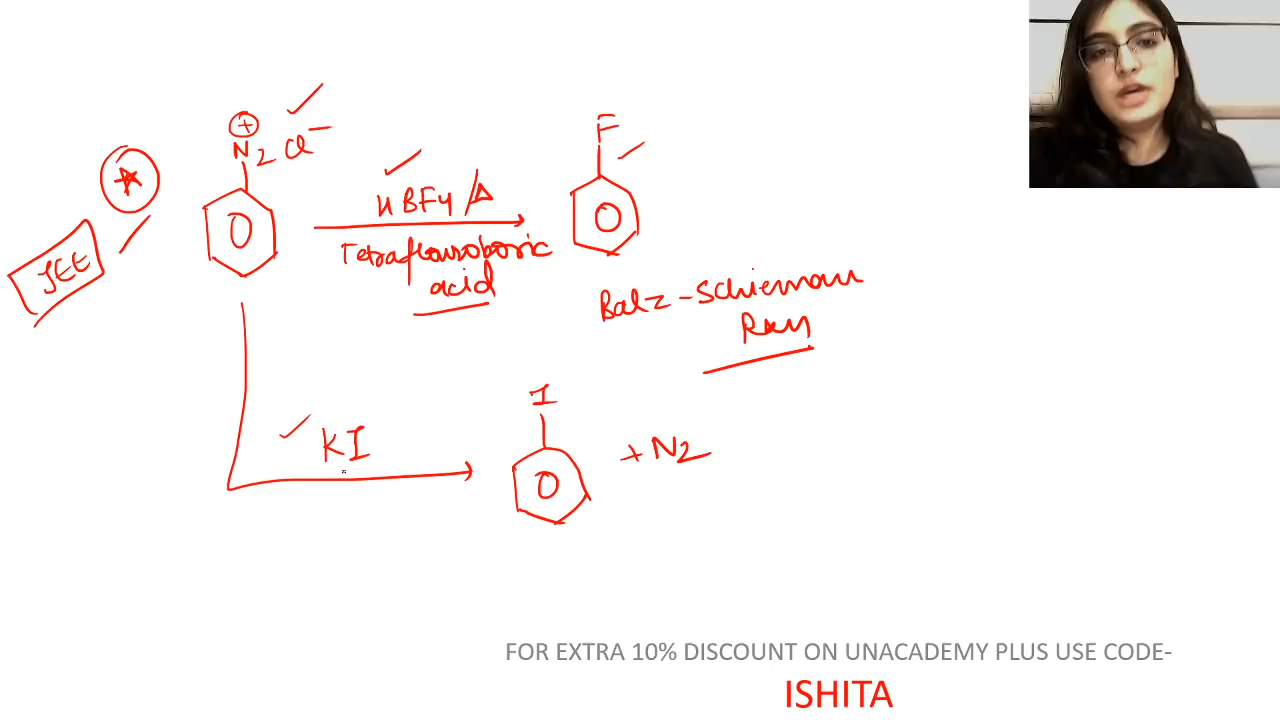 N2 Cl⁻
⊕
JEE
HBF4 / Δ
Tetraflouroboric
acid
F
Balz-Schiemann
Rxn
KI
I
+ N2
FOR EXTRA 10% DISCOUNT ON UNACADEMY PLUS USE CODE-
ISHITA